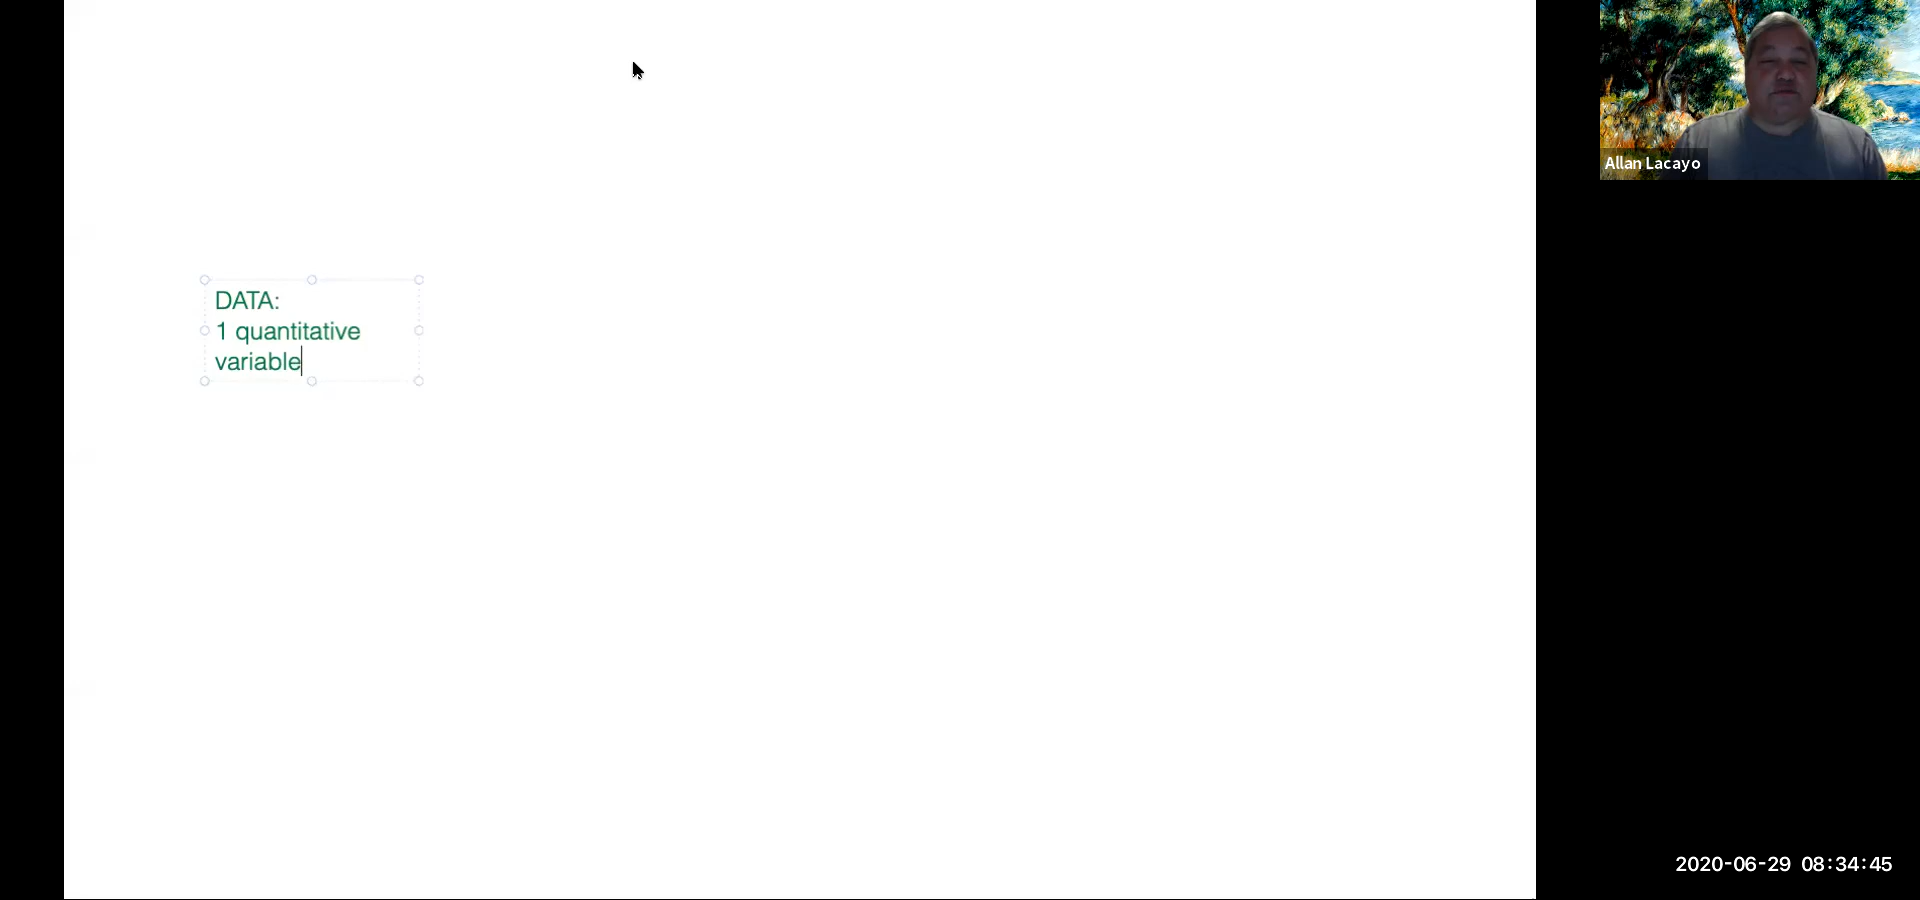 Allan Lacayo
DATA:
1 quantitative
variable
2020-06-29 08:34:45